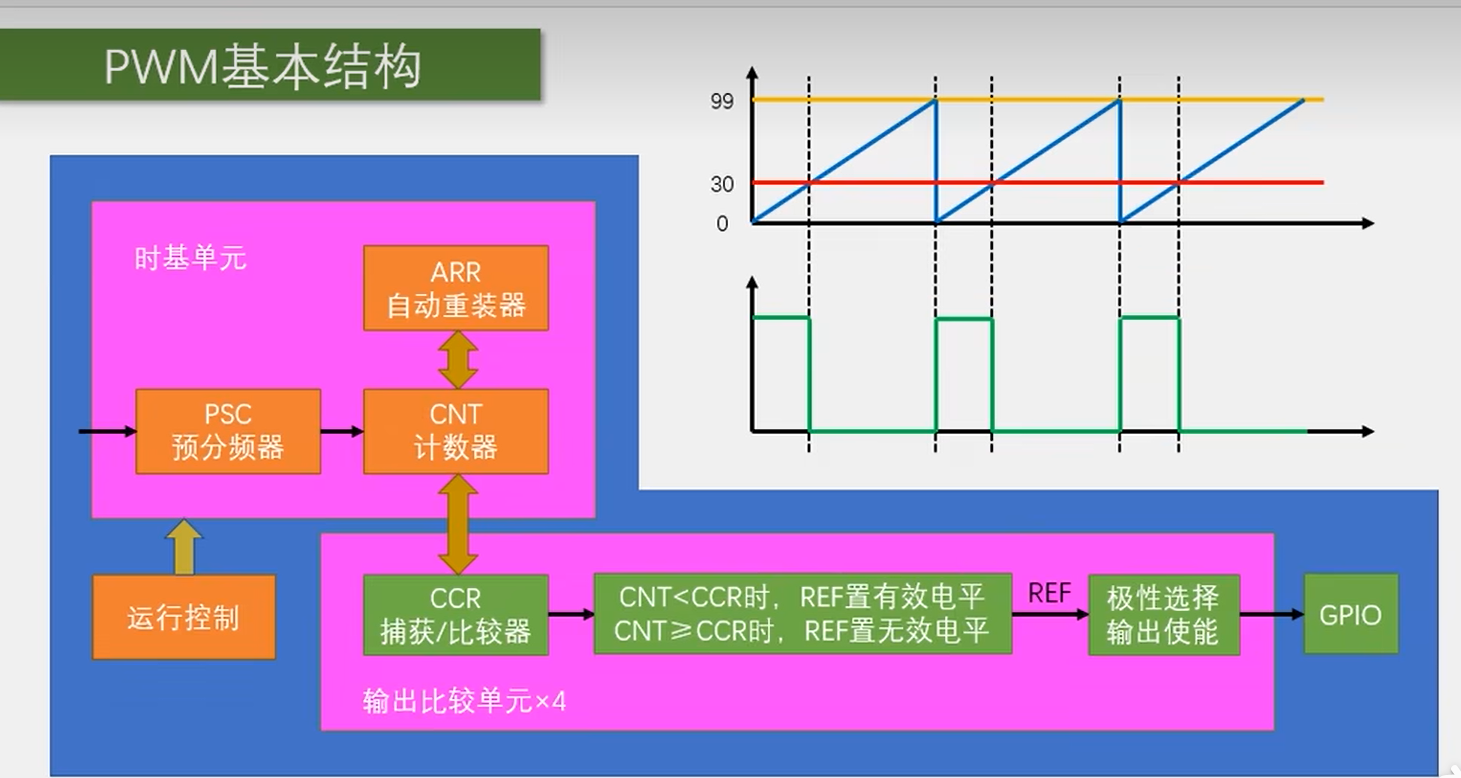 PWM基本结构
99
30
0
时基单元
ARR
自动重装器
PSC
预分频器
CNT
计数器
运行控制
CCR
捕获/比较器
CNT<CCR时，REF置有效电平
CNT≥CCR时，REF置无效电平
REF
极性选择
输出使能
GPIO
输出比较单元×4